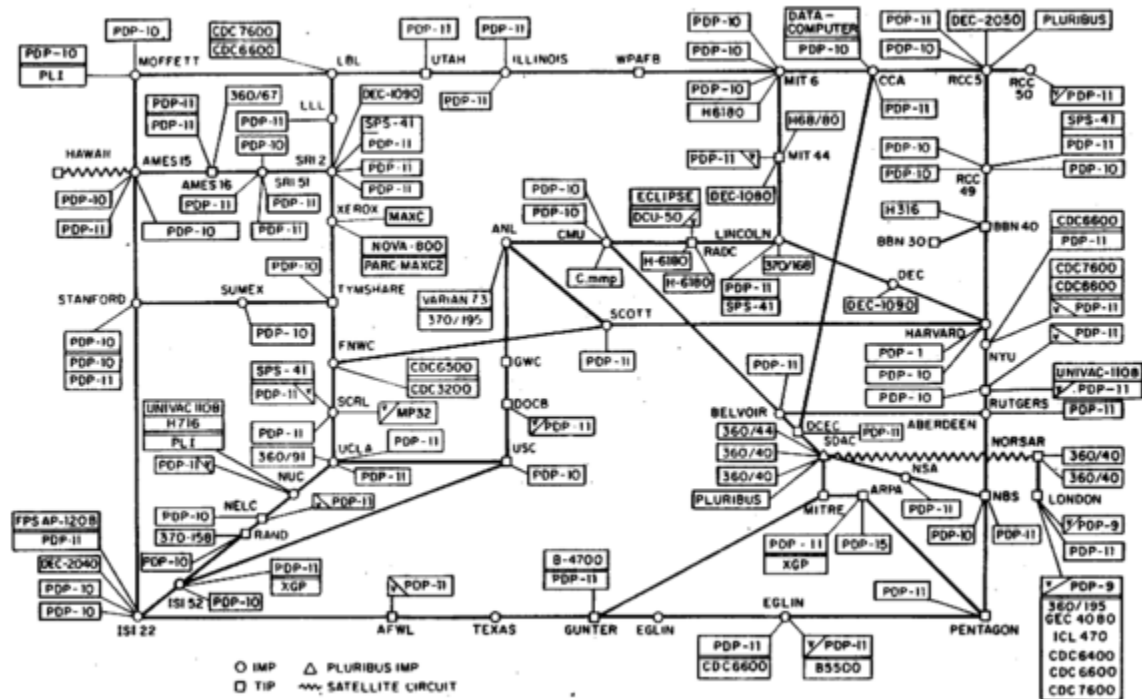 PDP-10
CDC7600
CDC6600
PDP-11
PDP-11
PDP-10
DATA-
COMPUTER
PDP-10
PDP-11
DEC-2050
PLURIBUS
PDP-10
PLI
MOFFETT
LBL
UTAH
ILLINOIS
WPAFB
PDP-10
PDP-10
PDP-10
H6180
MIT 6
CCA
RCC5
RCC
50
PDP-11
PDP-11
PDP-11
360/67
LLL
PDP-11
DEC-1090
PDP-11
PDP-11
SPS-41
PDP-11
PDP-11
PDP-11
H68/80
PDP-11
MIT 44
DEC-1080
SPS-41
PDP-11
PDP-10
PDP-10
PDP-10
RCC
49
HAWAII
AMES15
AMES16
PDP-10
SRI 2
SRI 51
PDP-11
PDP-11
PDP-10
PDP-11
PDP-10
XEROX
MAXC
NOVA-800
PARC MAXC2
PDP-10
PDP-10
ECLIPSE
DCU-50
ANL
CMU
C.mmp
H-6180
RADC
H-6180
LINCOLN
370/168
PDP-11
SPS-41
H316
BBN 30
BBN 40
CDC6600
PDP-11
CDC7600
CDC6600
PDP-11
PDP-11
DEC
DEC-1090
STANFORD
SUMEX
PDP-10
TYMSHARE
PDP-10
VARIAN 73
370/195
SCOTT
PDP-11
HARVARD
PDP-1
PDP-10
PDP-10
NYU
PDP-10
PDP-10
PDP-11
FNWC
CDC6500
CDC3200
GWC
SPS-41
PDP-11
SCRL
MP32
PDP-11
DOCB
PDP-11
PDP-11
BELVOIR
UNIVAC-1108
PDP-11
RUTGERS
PDP-11
ABERDEEN
UNIVAC 1108
H716
PLI
PDP-11
360/91
UCLA
PDP-11
PDP-11
USC
PDP-10
DCEC
PDP-11
SDAC
360/44
360/40
360/40
PLURIBUS
NORSAR
360/40
360/40
NUC
NELC
PDP-11
PDP-10
370-158
RAND
PDP-10
MITRE
ARPA
NSA
PDP-11
NBS
PDP-10
PDP-11
LONDON
PDP-9
PDP-11
FPS AP-120B
PDP-11
DEC-2040
PDP-10
PDP-10
PDP-11
XGP
PDP-10
ISI 52
B-4700
PDP-11
PDP-11
PDP-11
XGP
PDP-15
PDP-11
PDP-9
360/195
GEC 4080
ICL 470
CDC6400
CDC6600
CDC7600
ISI 22
AFWL
TEXAS
GUNTER
EGLIN
EGLIN
PENTAGON
PDP-11
CDC6600
PDP-11
B5500
IMP
PLURIBUS IMP
TIP
SATELLITE CIRCUIT